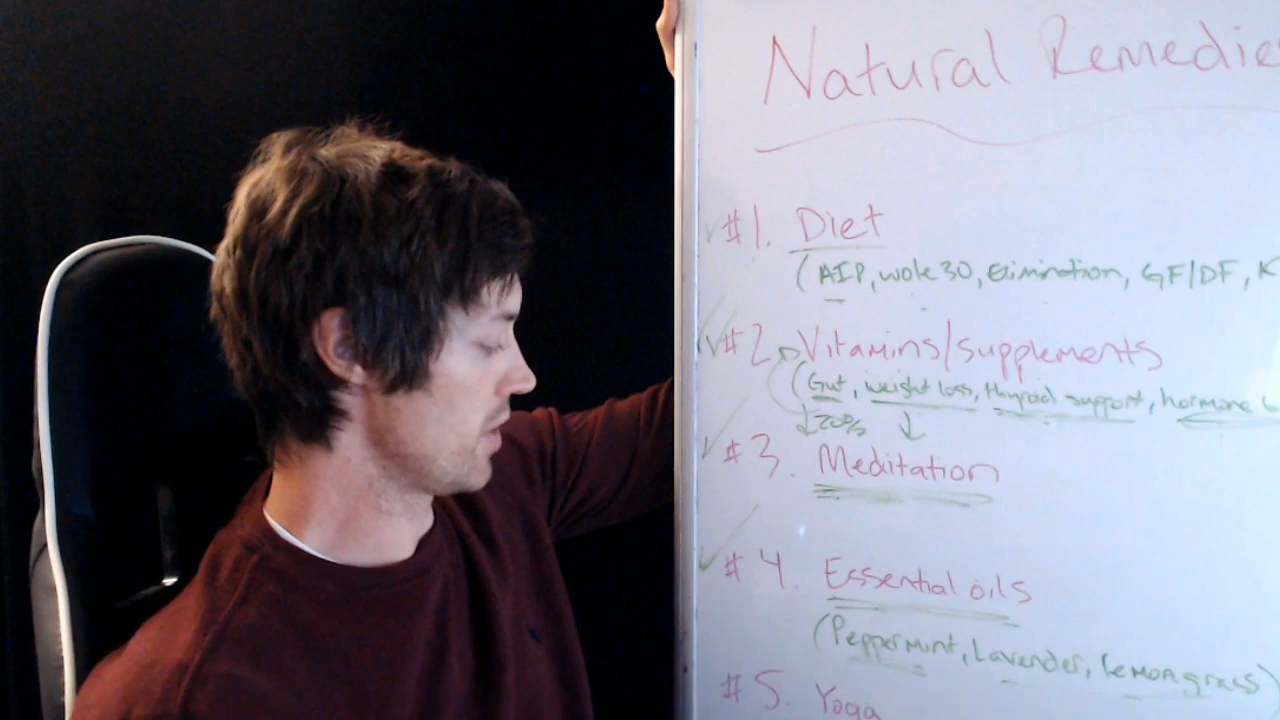 Natural Remedie
#1. Diet
(AIP, wole 30, Elimination, GF/DF, K
#2. Vitamins/supplements
(Gut, weight loss, thyroid support, hormone
20%
#3. Meditation
#4. Essential oils
(Peppermint, Lavender, lemongrass)
#5. Yoga